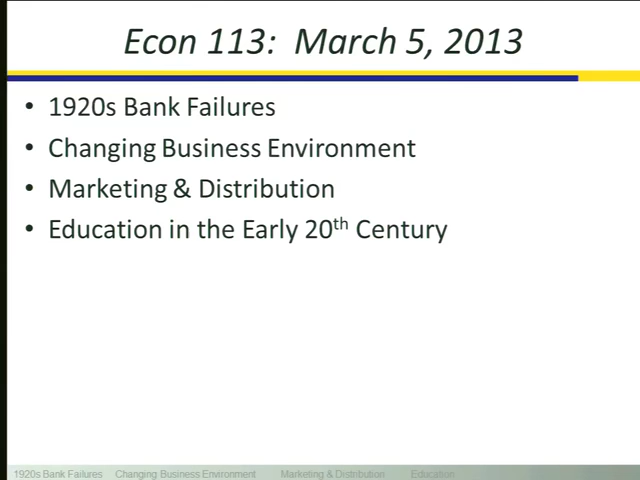 Econ 113: March 5, 2013
• 1920s Bank Failures
• Changing Business Environment
• Marketing & Distribution
• Education in the Early 20th Century
1920s Bank Failures Changing Business Environment Marketing & Distribution Education